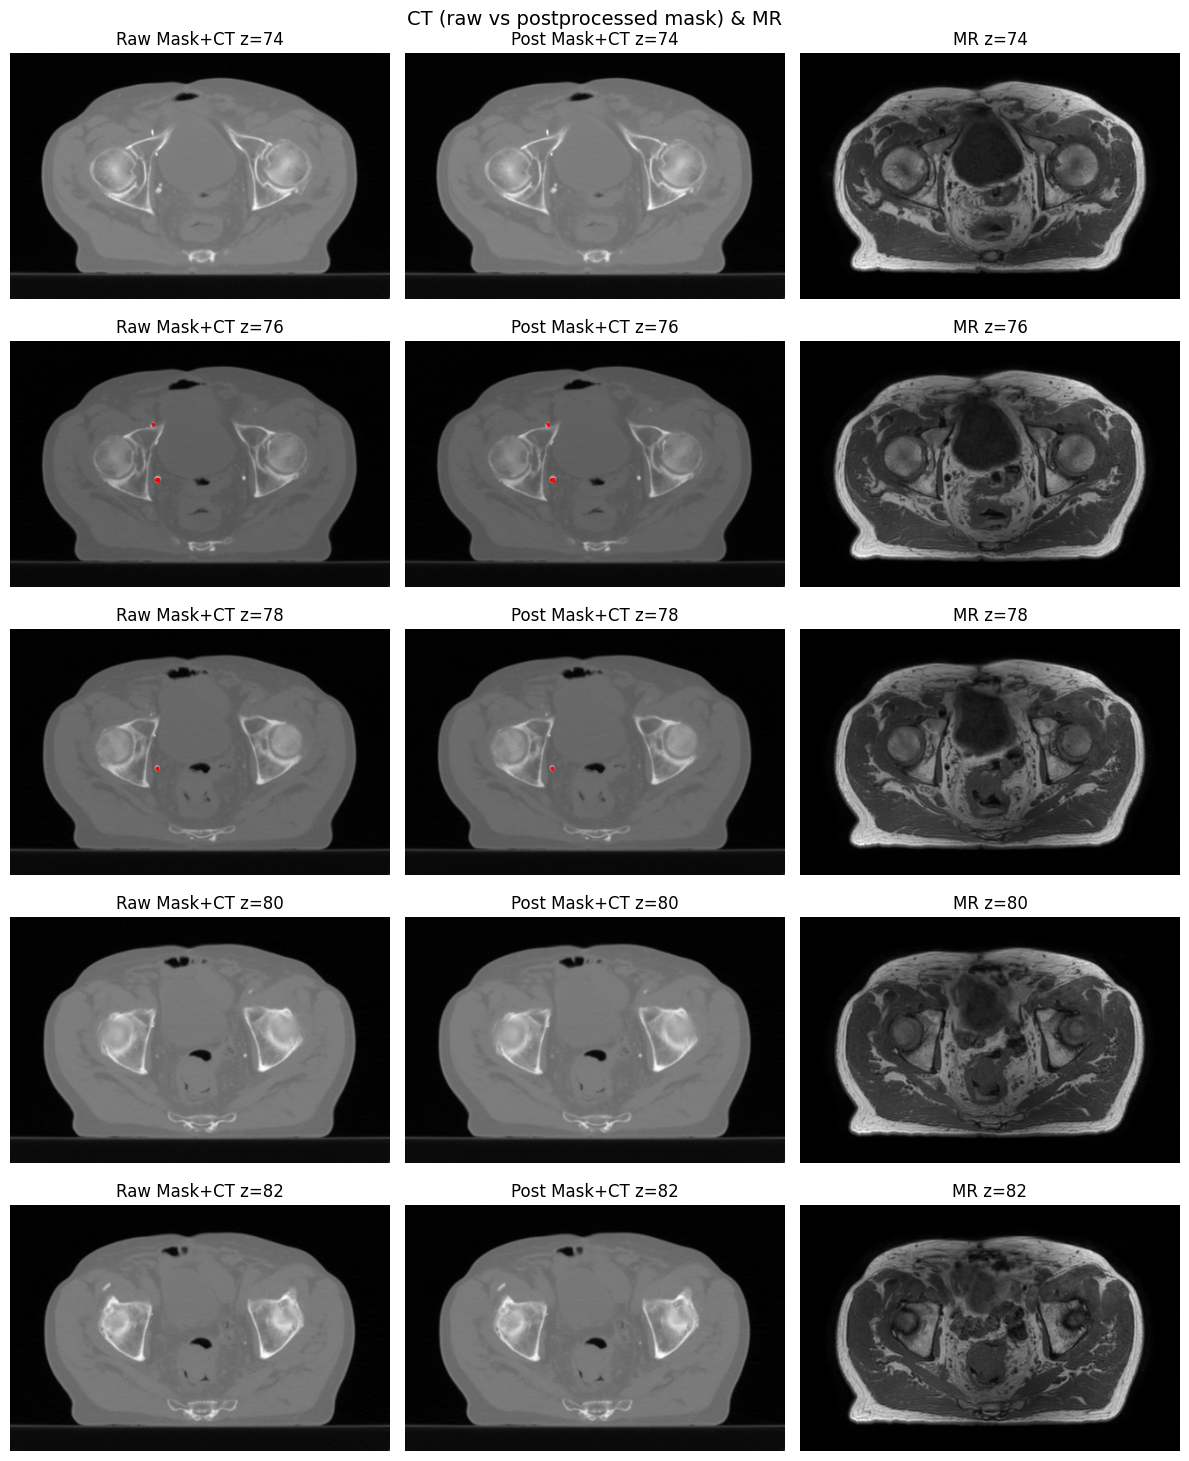 CT (raw vs postprocessed mask) & MR
Raw Mask+CT z=74
Post Mask+CT z=74
MR z=74
Raw Mask+CT z=76
Post Mask+CT z=76
MR z=76
Raw Mask+CT z=78
Post Mask+CT z=78
MR z=78
Raw Mask+CT z=80
Post Mask+CT z=80
MR z=80
Raw Mask+CT z=82
Post Mask+CT z=82
MR z=82